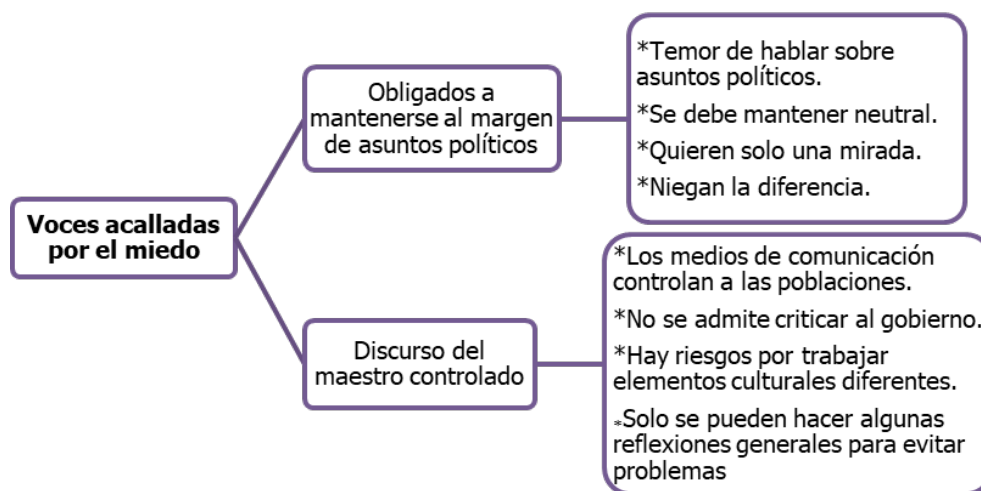 Voces acalladas
por el miedo
Obligados a
mantenerse al margen
de asuntos políticos
*Temor de hablar sobre
asuntos políticos.
*Se debe mantener neutral.
*Quieren solo una mirada.
*Niegan la diferencia.
Discurso del
maestro controlado
*Los medios de comunicación
controlan a las poblaciones.
*No se admite criticar al gobierno.
*Hay riesgos por trabajar
elementos culturales diferentes.
*Solo se pueden hacer algunas
reflexiones generales para evitar
problemas